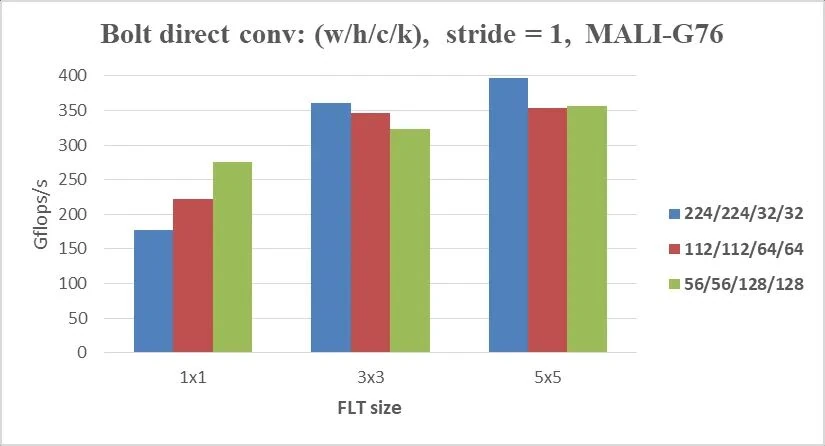 Bolt direct conv: (w/h/c/k), stride = 1, MALI-G76
400
350
300
250
200
150
100
50
0
Gflops/s
1x1
3x3
5x5
FLT size
224/224/32/32
112/112/64/64
56/56/128/128